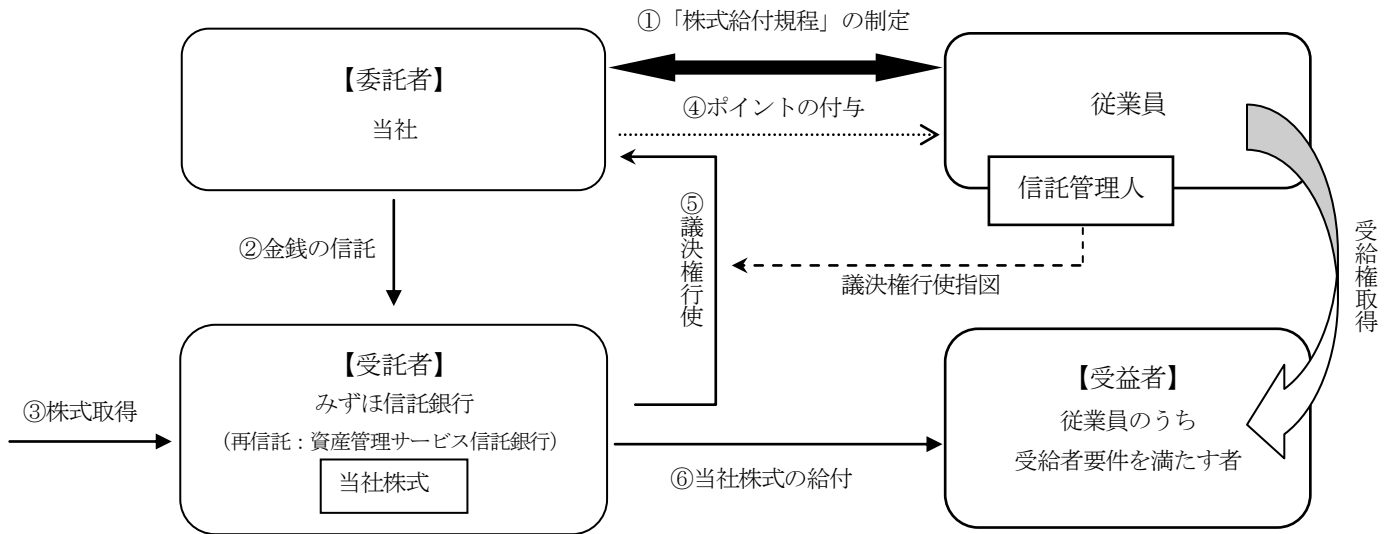 ①「株式給付規程」の制定
【委託者】
当社
④ポイントの付与
従業員
信託管理人
②金銭の信託
⑤議決権行使
議決権行使指図
受給権取得
③株式取得
【受託者】
みずほ信託銀行
(再信託：資産管理サービス信託銀行)
当社株式
⑥当社株式の給付
【受益者】
従業員のうち
受給者要件を満たす者